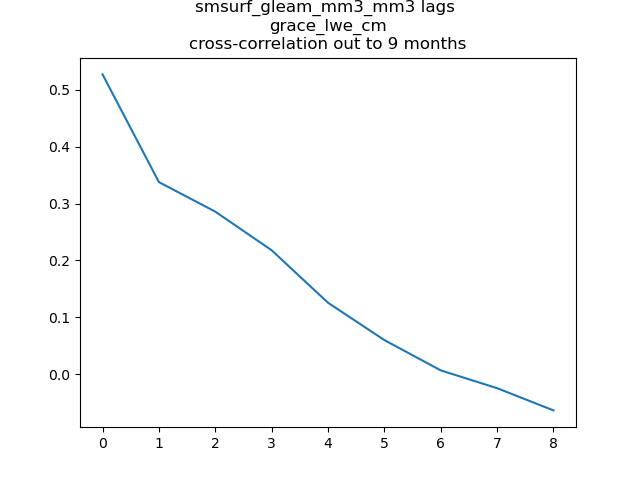 smsurf_gleam_mm3_mm3 lags
grace_lwe_cm
cross-correlation out to 9 months
0.5
0.4
0.3
0.2
0.1
0.0
0 1 2 3 4 5 6 7 8